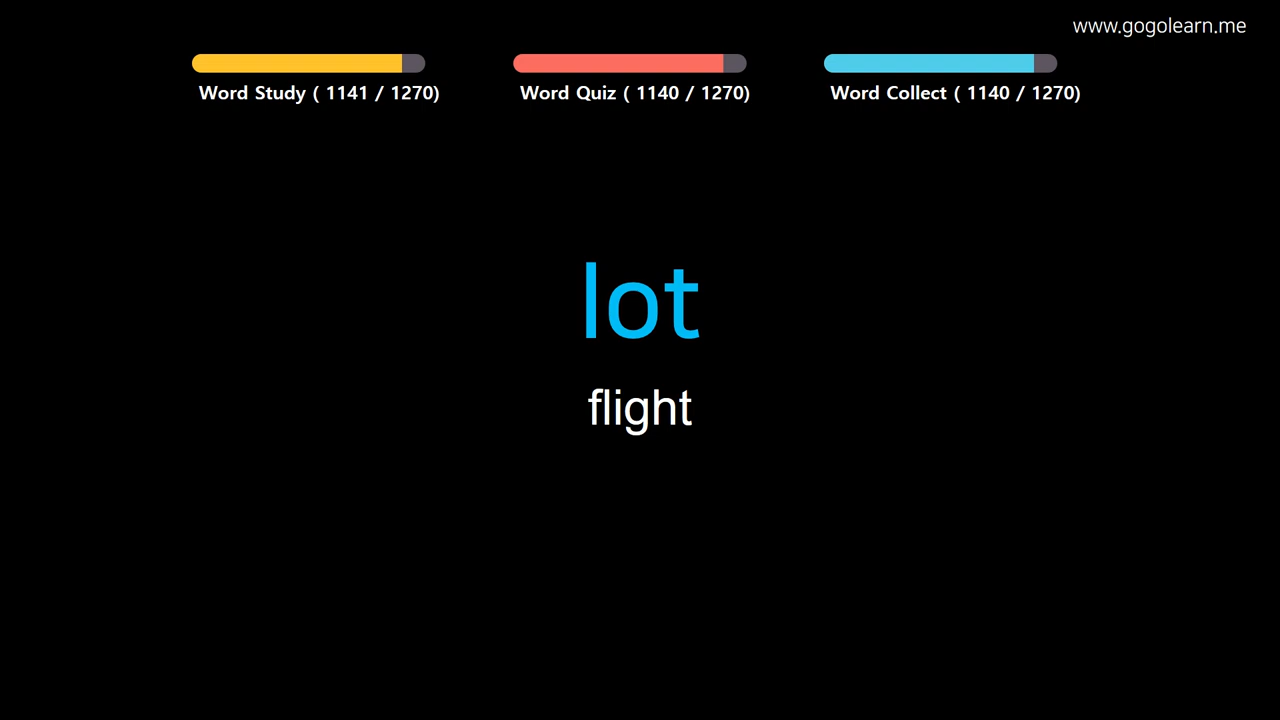 www.gogolearn.me
Word Study ( 1141 / 1270)
Word Quiz ( 1140 / 1270)
Word Collect ( 1140 / 1270)
lot
flight